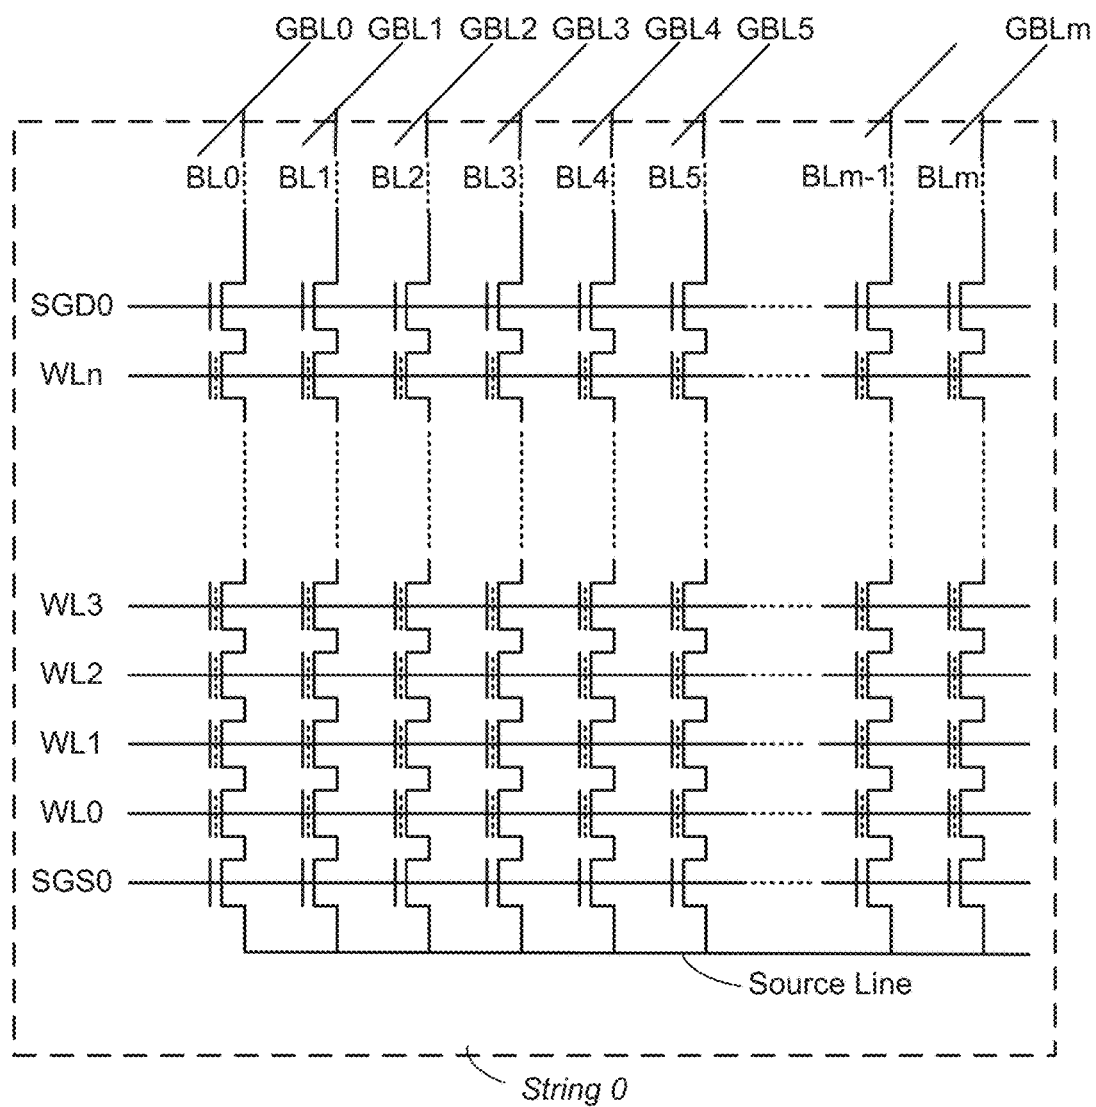 GBL0 GBL1 GBL2 GBL3 GBL4 GBL5 GBLm
BL0 BL1 BL2 BL3 BL4 BL5 BLm-1 BLm
SGD0
WLn
WL3
WL2
WL1
WL0
SGS0
Source Line
String 0